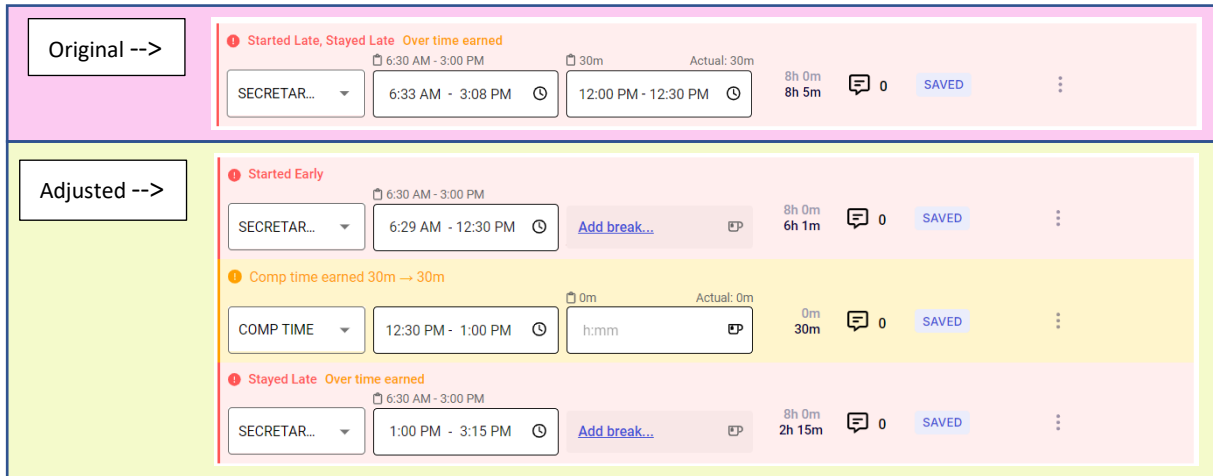 Original -->
Started Late, Stayed Late Over time earned
6:30 AM - 3:00 PM 30m Actual: 30m
SECRETAR... 6:33 AM - 3:08 PM 12:00 PM - 12:30 PM 8h 0m 8h 5m 0 SAVED
Adjusted -->
Started Early
6:30 AM - 3:00 PM
SECRETAR... 6:29 AM - 12:30 PM Add break... 8h 0m 6h 1m 0 SAVED
Comp time earned 30m → 30m
0m Actual: 0m
COMP TIME 12:30 PM - 1:00 PM h:mm 0m 30m 0 SAVED
Stayed Late Over time earned
6:30 AM - 3:00 PM
SECRETAR... 1:00 PM - 3:15 PM Add break... 8h 0m 2h 15m 0 SAVED